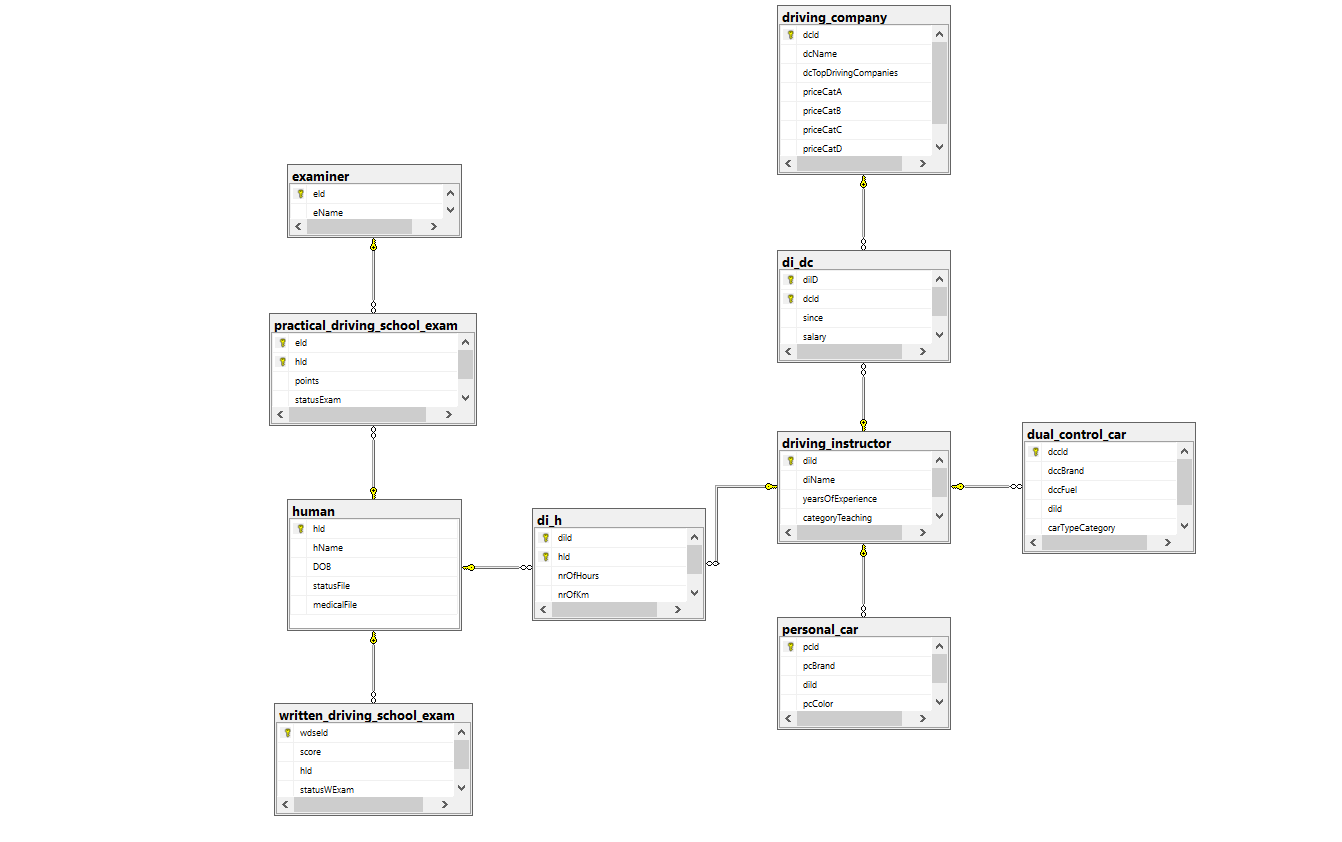 driving_company
dcId
dcName
dcTopDrivingCompanies
priceCatA
priceCatB
priceCatC
priceCatD
examiner
eId
eName
di_dc
diID
dcId
since
salary
practical_driving_school_exam
eId
hId
points
statusExam
driving_instructor
diId
diName
yearsOfExperience
categoryTeaching
dual_control_car
dccId
dccBrand
dccFuel
diId
carTypeCategory
human
hId
hName
DOB
statusFile
medicalFile
di_h
diId
hId
nrOfHours
nrOfKm
personal_car
pcId
pcBrand
diId
pcColor
written_driving_school_exam
wdseId
score
hId
statusWExam